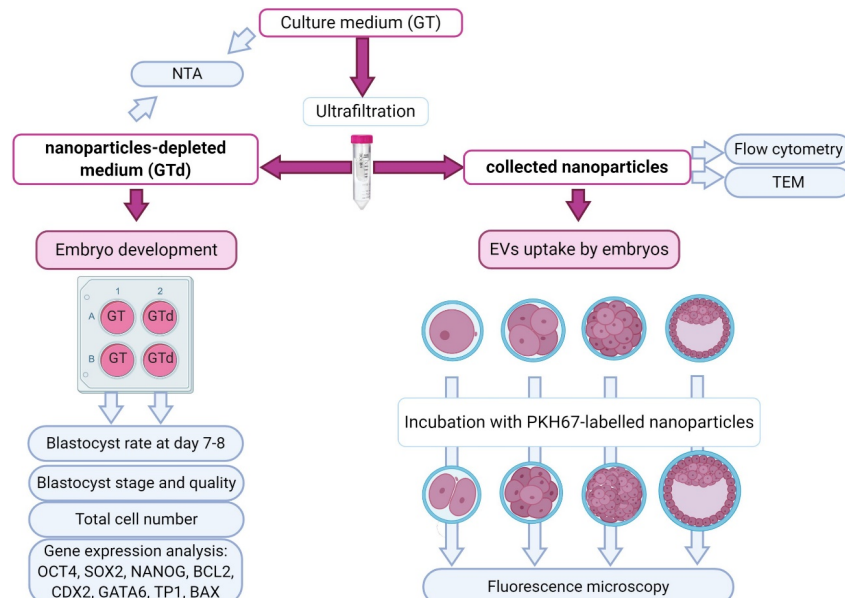 Culture medium (GT)
NTA
Ultrafiltration
nanoparticles-depleted
medium (GTd)
collected nanoparticles
Flow cytometry
TEM
Embryo development
EVs uptake by embryos
1 2
A GT GTd
B GT GTd
Incubation with PKH67-labelled nanoparticles
Blastocyst rate at day 7-8
Blastocyst stage and quality
Total cell number
Gene expression analysis:
OCT4, SOX2, NANOG, BCL2,
CDX2, GATA6, TP1, BAX
Fluorescence microscopy